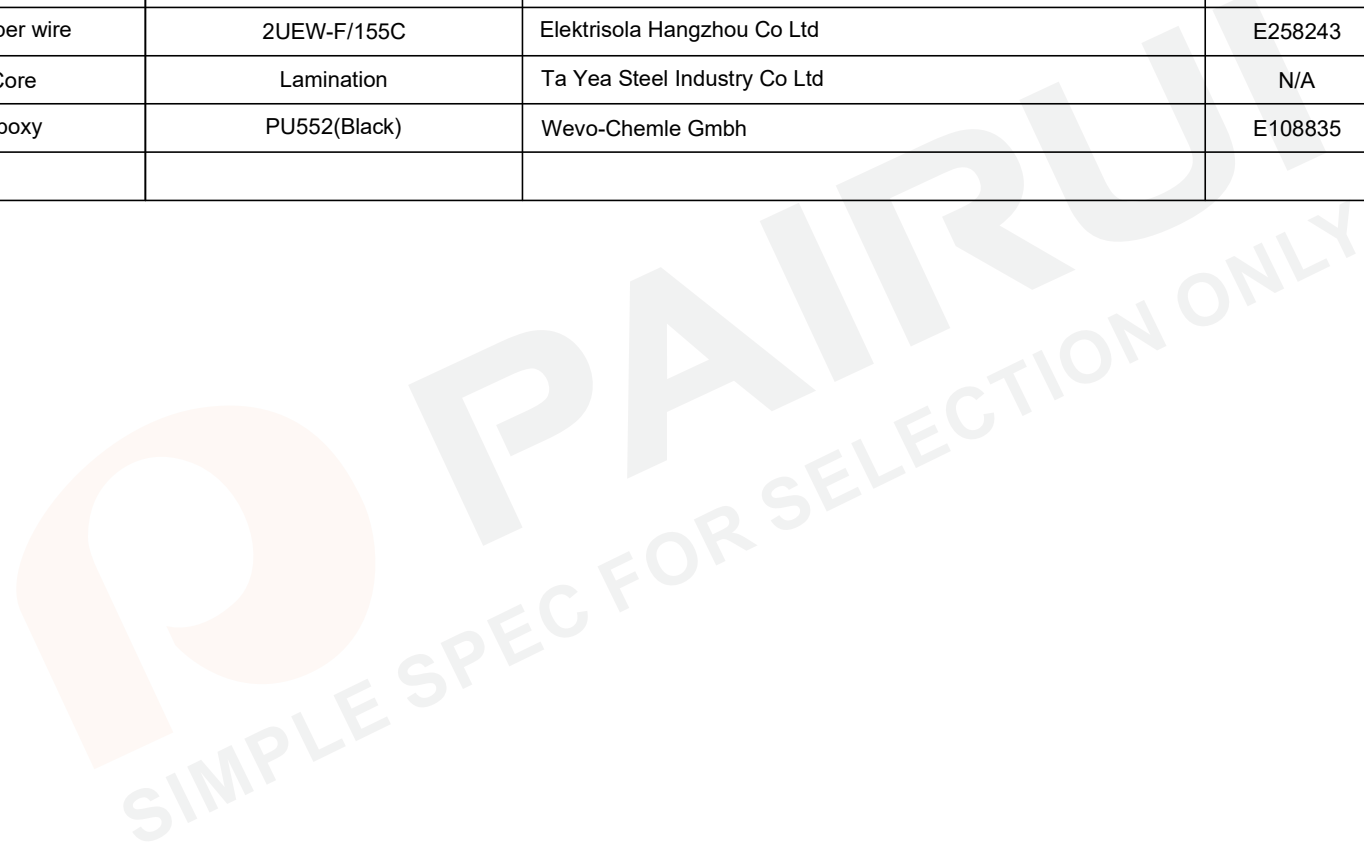 per wire 2UEW-F/155C Elektrisola Hangzhou Co Ltd E258243
Core Lamination Ta Yea Steel Industry Co Ltd N/A
poxy PU552(Black) Wevo-Chemle Gmbh E108835
PAIRUI
SIMPLE SPEC FOR SELECTION ONLY